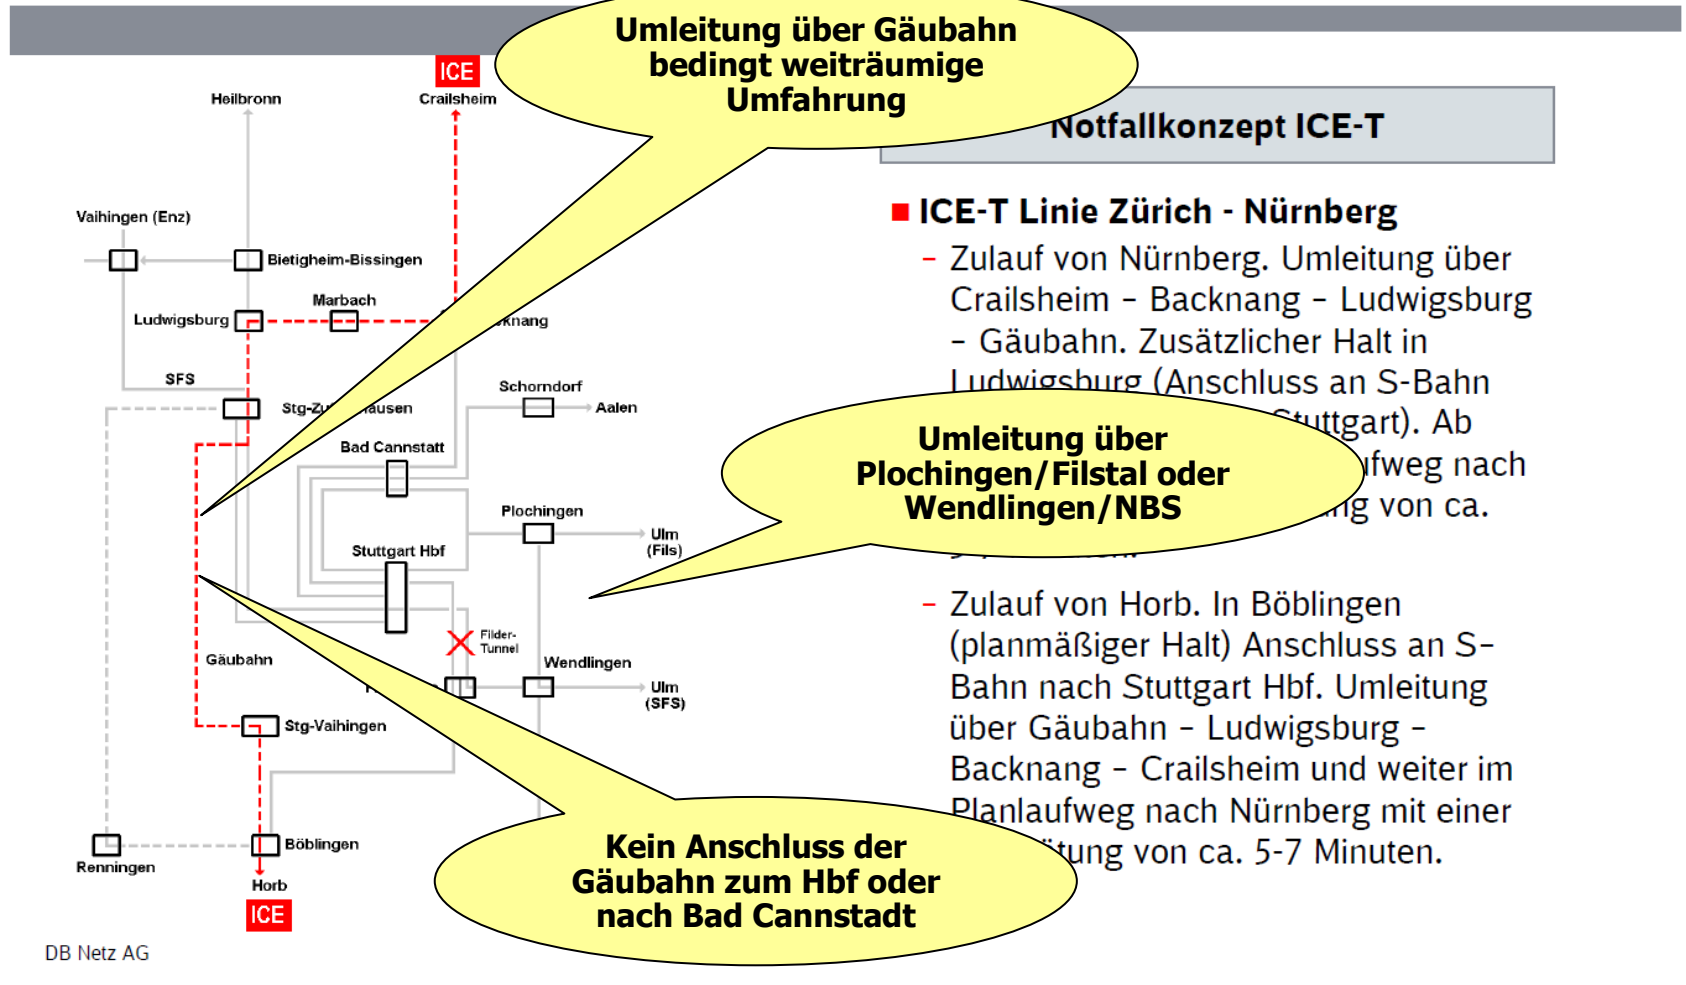 Umleitung über Gäubahn
bedingt weiträumige
Umfahrung
ICE
Crailsheim
Heilbronn
Vaihingen (Enz)
Bietigheim-Bissingen
Marbach
Ludwigsburg
SFS
Schorndorf
Aalen
Bad Cannstatt
Plochingen
Ulm
(Fils)
Stuttgart Hbf
Filder-
Tunnel
Wendlingen
Gäubahn
Ulm
(SFS)
Stg-Vaihingen
Böblingen
Renningen
Horb
ICE
DB Netz AG
Notfallkonzept ICE-T
ICE-T Linie Zürich - Nürnberg
– Zulauf von Nürnberg. Umleitung über
Crailsheim – Backnang – Ludwigsburg
– Gäubahn. Zusätzlicher Halt in
Ludwigsburg (Anschluss an S-Bahn
Ab
nach
von ca.
– Zulauf von Horb. In Böblingen
(planmäßiger Halt) Anschluss an S–
Bahn nach Stuttgart Hbf. Umleitung
über Gäubahn – Ludwigsburg –
Backnang – Crailsheim und weiter im
Planlaufweg nach Nürnberg mit einer
von ca. 5-7 Minuten.
Umleitung über
Plochingen/Filstal oder
Wendlingen/NBS
Kein Anschluss der
Gäubahn zum Hbf oder
nach Bad Cannstadt